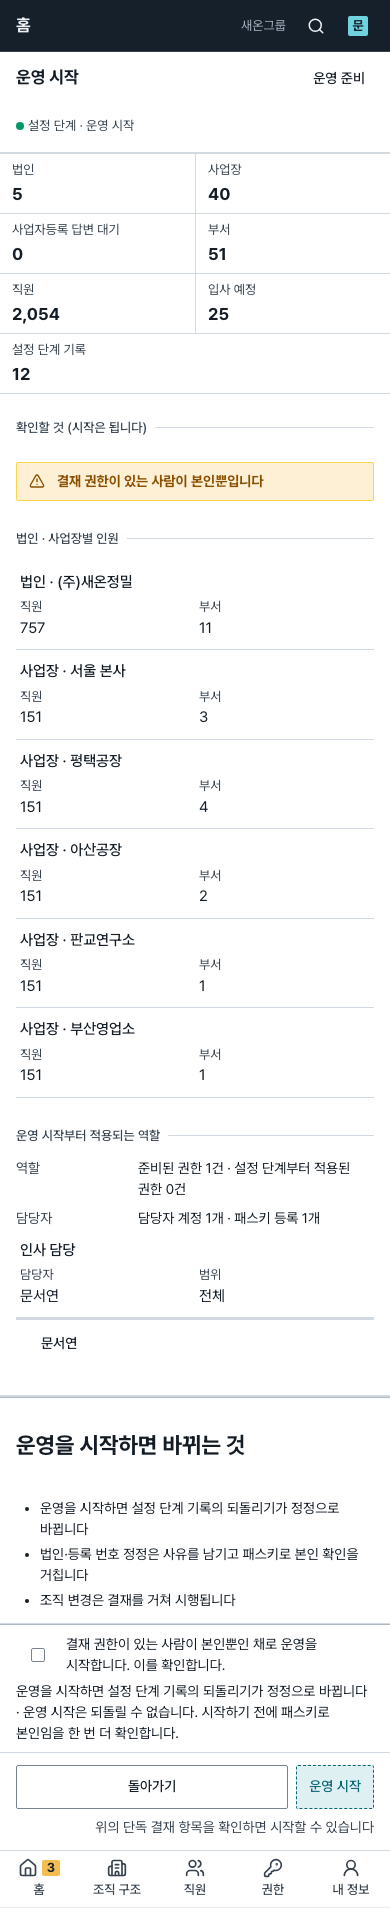 홈
새온그룹
문
운영 시작
운영 준비
설정 단계 · 운영 시작
법인
사업장
5
40
사업자등록 답변 대기
부서
0
51
직원
입사 예정
2,054
25
설정 단계 기록
12
확인할 것 (시작은 됩니다)
결재 권한이 있는 사람이 본인뿐입니다
법인 · 사업장별 인원
법인 · (주)새온정밀
직원
부서
757
11
사업장 · 서울 본사
직원
부서
151
3
사업장 · 평택공장
직원
부서
151
4
사업장 · 아산공장
직원
부서
151
2
사업장 · 판교연구소
직원
부서
151
1
사업장 · 부산영업소
직원
부서
151
1
운영 시작부터 적용되는 역할
역할
준비된 권한 1건 · 설정 단계부터 적용된
권한 0건
담당자
담당자 계정 1개 · 패스키 등록 1개
인사 담당
담당자
범위
문서연
전체
문서연
운영을 시작하면 바뀌는 것
• 운영을 시작하면 설정 단계 기록의 되돌리기가 정정으로
바뀝니다
• 법인·등록 번호 정정은 사유를 남기고 패스키로 본인 확인을
거칩니다
• 조직 변경은 결재를 거쳐 시행됩니다
결재 권한이 있는 사람이 본인뿐인 채로 운영을
시작합니다. 이를 확인합니다.
운영을 시작하면 설정 단계 기록의 되돌리기가 정정으로 바뀝니다
· 운영 시작은 되돌릴 수 없습니다. 시작하기 전에 패스키로
본인임을 한 번 더 확인합니다.
돌아가기
운영 시작
위의 단독 결재 항목을 확인하면 시작할 수 있습니다
3
홈
조직 구조
직원
권한
내 정보